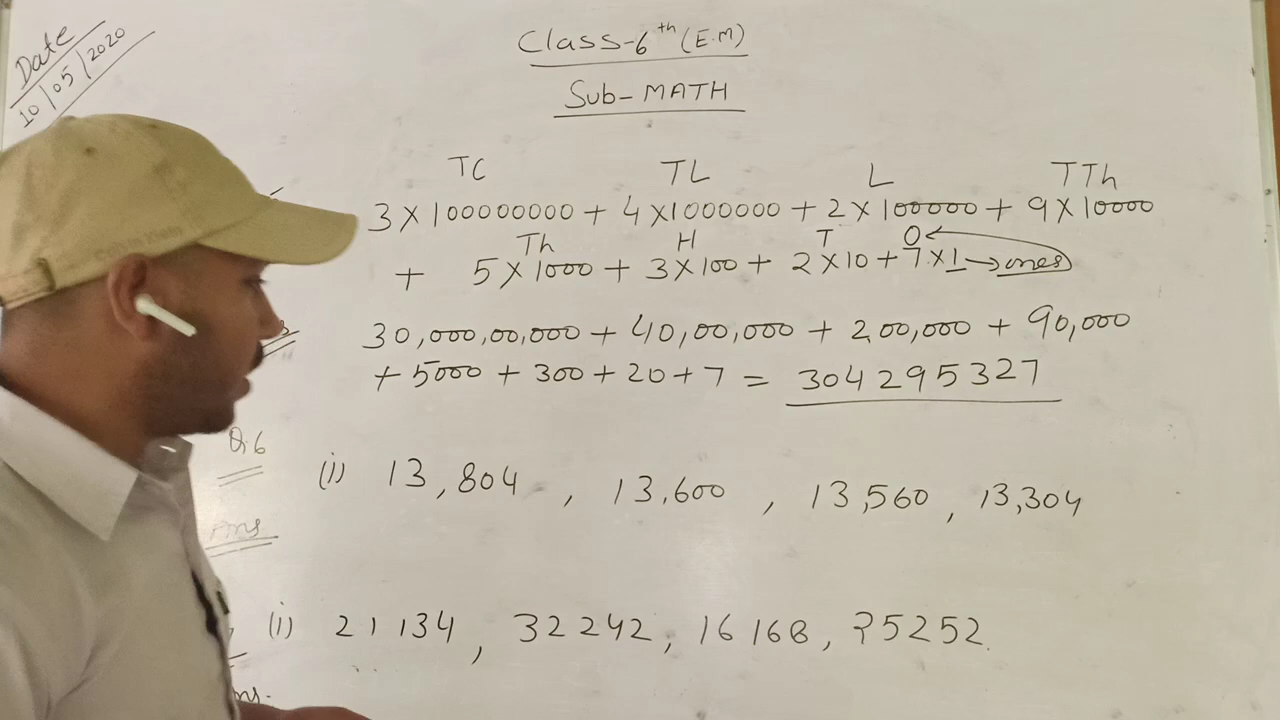 Date
10/05/2020
Class-6th (E.M)
Sub-MATH
TC TL L TTh
3×100000000 + 4×1000000 + 2×100000 + 9×10000
Th H T O
+ 5×1000 + 3×100 + 2×10 + 7×1→ones
30,000,00,000 + 40,00,000 + 200,000 + 90,000
+ 5000 + 300 + 20 + 7 = 304295327
Q.6
(i) 13,804 , 13,600 , 13,560 , 13,304
Ans
(i) 21134 , 32242, 16168, 25252.